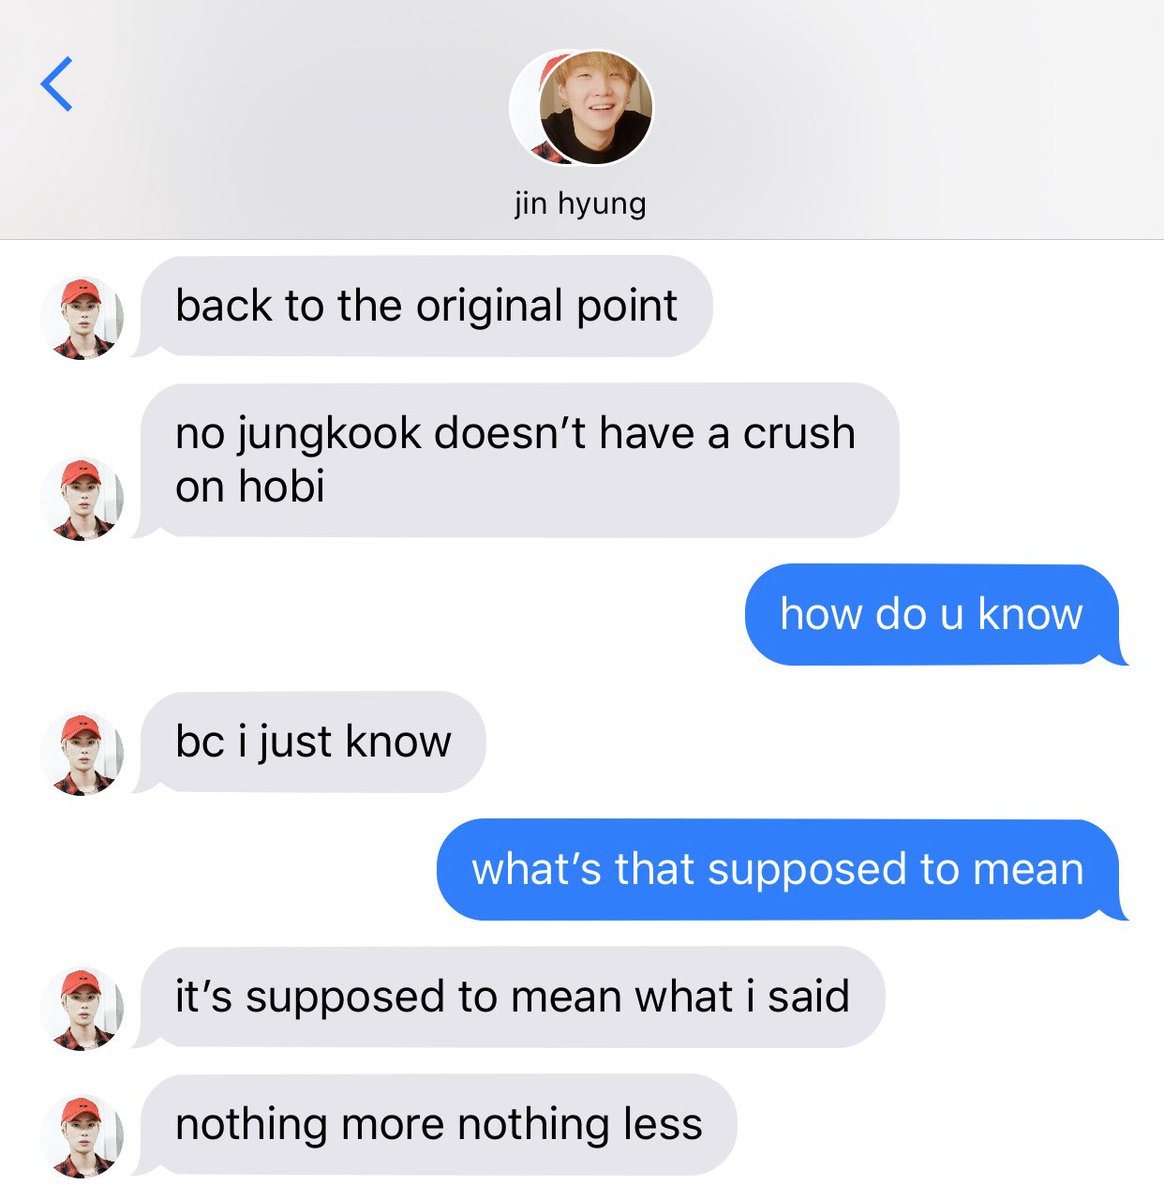 jin hyung
back to the original point
no jungkook doesn’t have a crush
on hobi
how do u know
bc i just know
what’s that supposed to mean
it’s supposed to mean what i said
nothing more nothing less